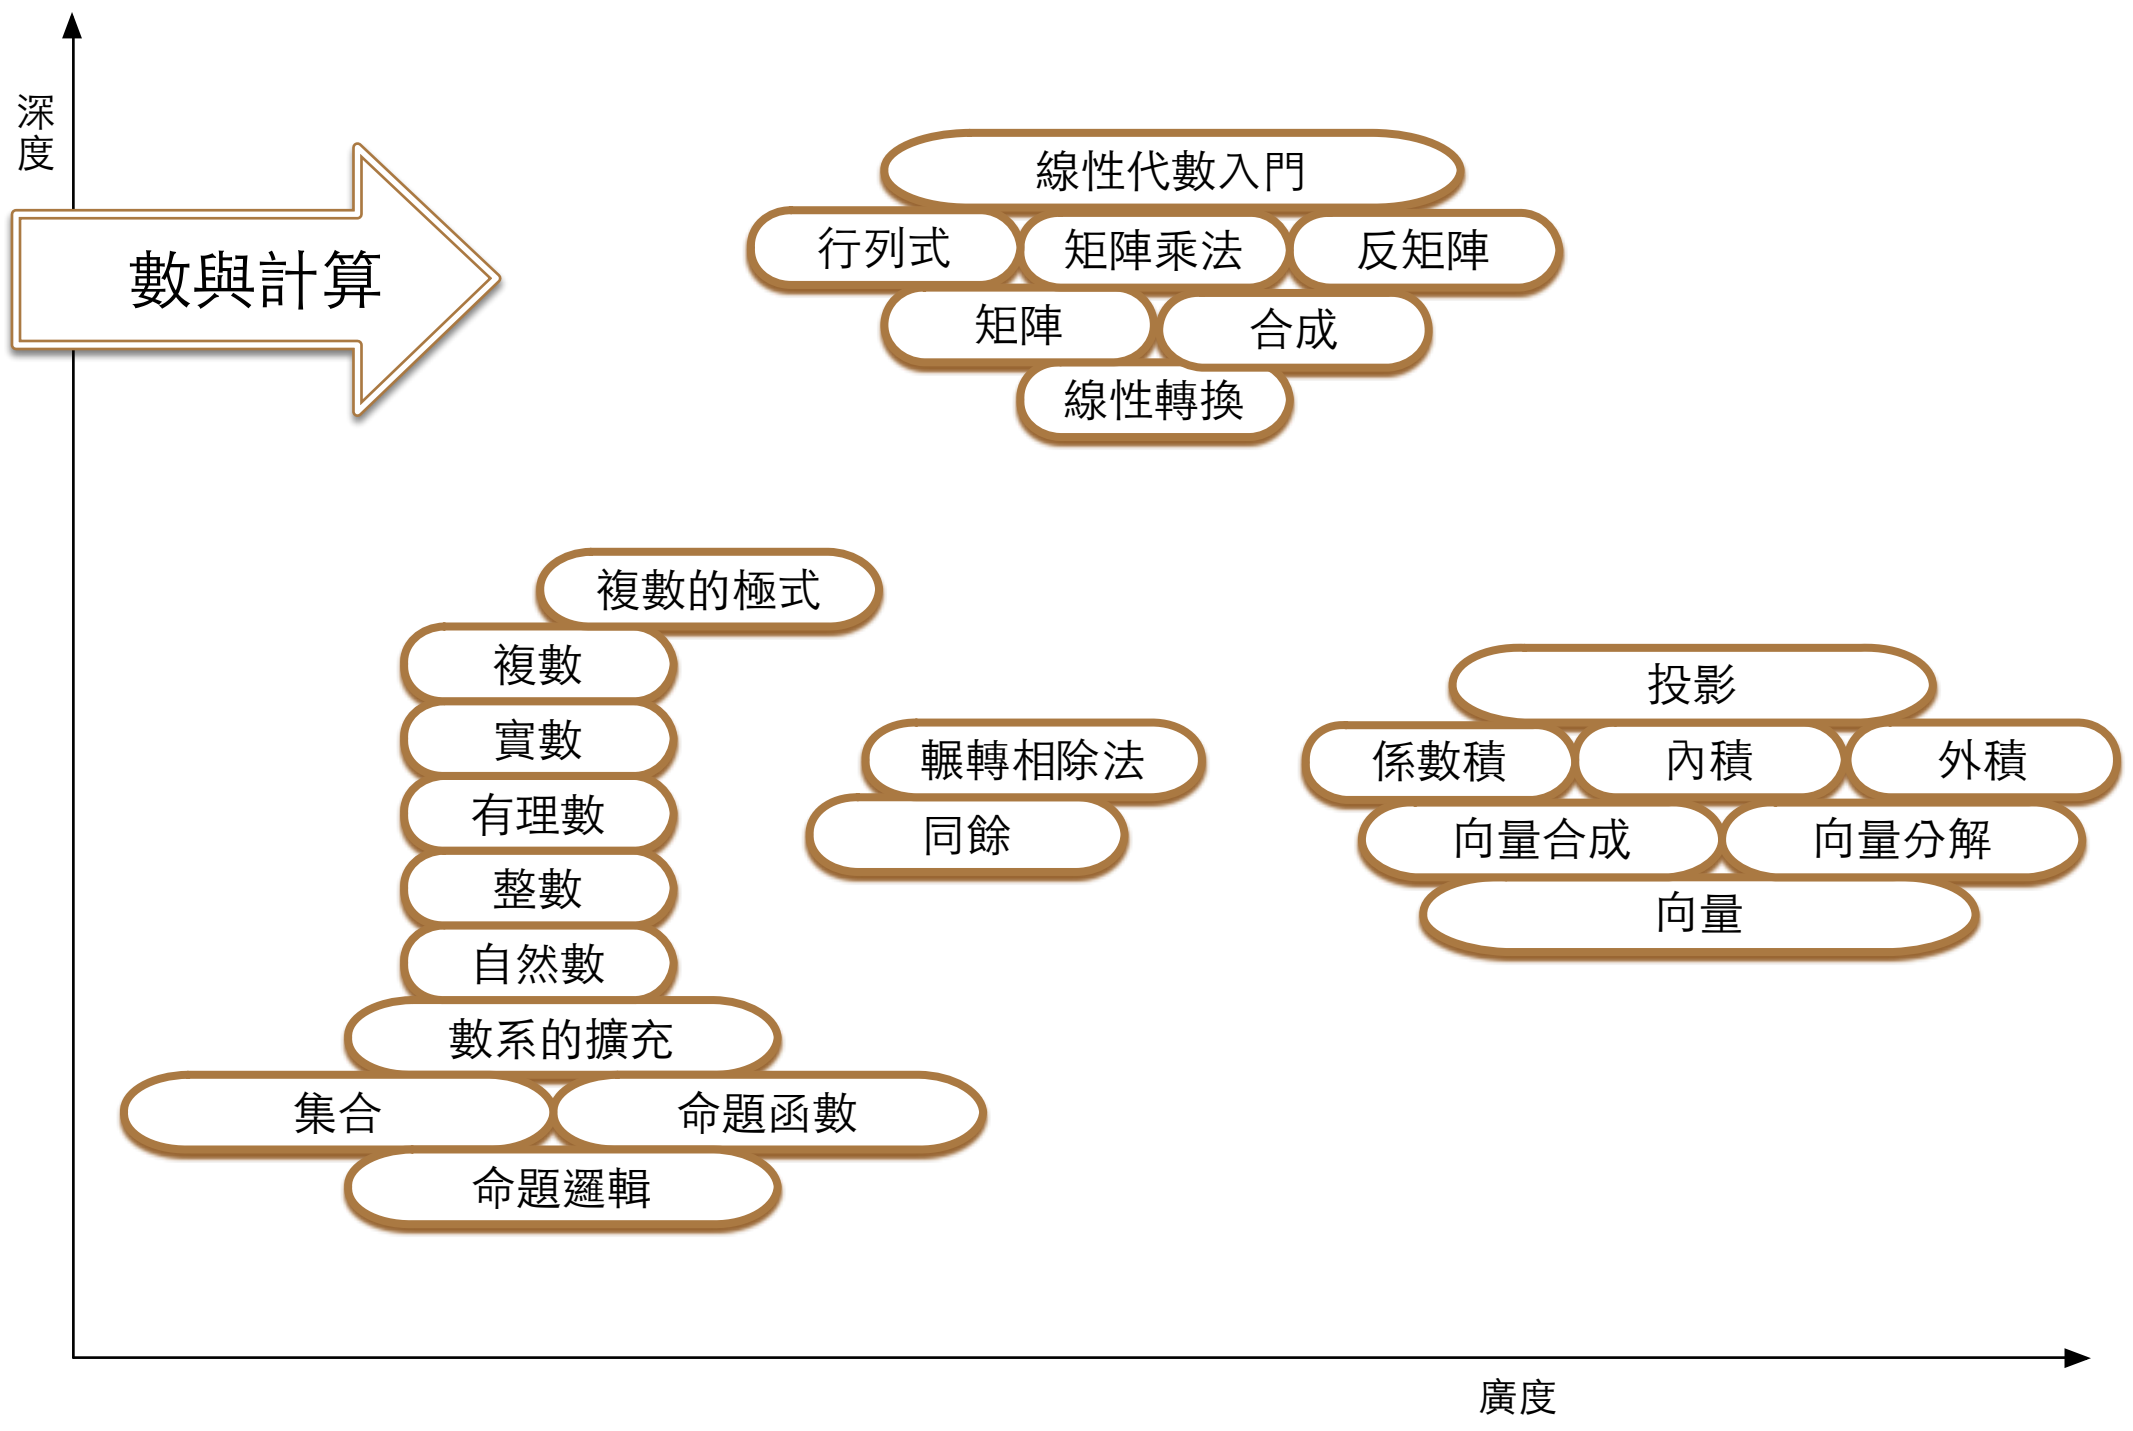 深度
數與計算
線性代數入門
行列式
矩陣乘法
反矩陣
矩陣
合成
線性轉換
複數的極式
複數
實數
有理數
整數
自然數
數系的擴充
集合
命題函數
命題邏輯
輾轉相除法
同餘
投影
係數積
內積
外積
向量合成
向量分解
向量
廣度